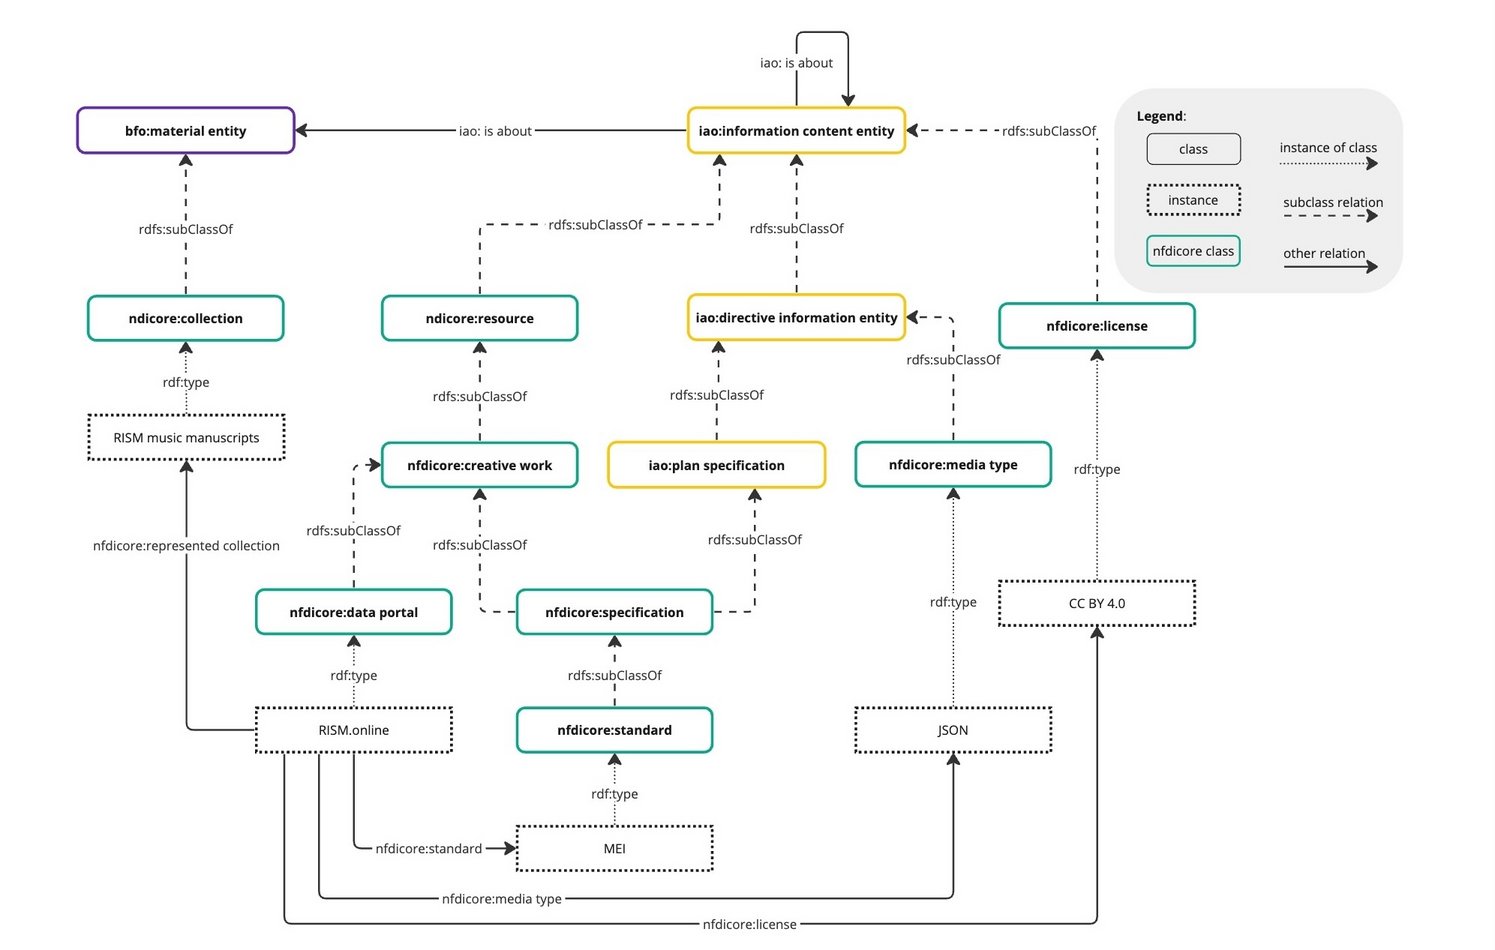 iao: is about
bfo:material entity
iao: is about
iao:information content entity
rdfs:subClassOf
Legend:
class
instance of class
instance
subclass relation
nfdicore class
other relation
rdfs:subClassOf
rdfs:subClassOf
rdfs:subClassOf
ndicore:collection
ndicore:resource
iao:directive information entity
nfdicore:license
rdfs:subClassOf
rdf:type
rdfs:subClassOf
rdfs:subClassOf
RISM music manuscripts
nfdicore:creative work
iao:plan specification
nfdicore:media type
rdf:type
rdfs:subClassOf
rdfs:subClassOf
rdfs:subClassOf
nfdicore:represented collection
nfdicore:data portal
nfdicore:specification
rdf:type
CC BY 4.0
rdf:type
rdfs:subClassOf
RISM.online
nfdicore:standard
JSON
rdf:type
nfdicore:standard
MEI
nfdicore:media type
nfdicore:license